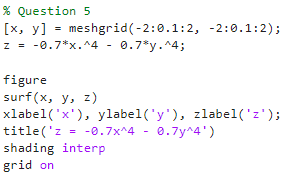 % Question 5
[x, y] = meshgrid(-2:0.1:2, -2:0.1:2);
z = -0.7*x.^4 - 0.7*y.^4;
figure
surf(x, y, z)
xlabel('x'), ylabel('y'), zlabel('z');
title('z = -0.7x^4 - 0.7y^4')
shading interp
grid on